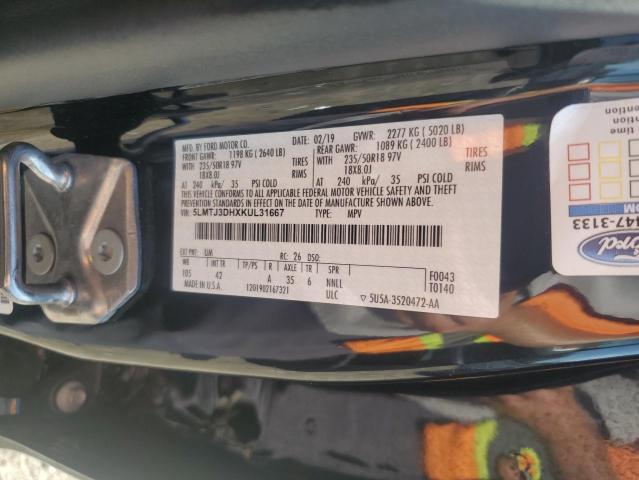 MFD. BY FORD MOTOR CO.
DATE: 02/19 GVWR: 2277 KG ( 5020 LB)
FRONT GAWR: 1198 KG ( 2640 LB) REAR GAWR: 1089 KG ( 2400 LB)
WITH 235/50R18 97V TIRES WITH 235/50R18 97V TIRES
18X8.0J RIMS 18X8.0J RIMS
AT 240 kPa/ 35 PSI COLD AT 240 kPa/ 35 PSI COLD
THIS VEHICLE CONFORMS TO ALL APPLICABLE FEDERAL MOTOR VEHICLE SAFETY AND THEFT
PREVENTION STANDARDS IN EFFECT ON THE DATE OF MANUFACTURE SHOWN ABOVE.
VIN: 5LMTJ3DHXKUL31667 TYPE: MPV
EXT PNT: UM RC: 26 DSO:
WB INT TR TP/PS R AXLE TR SPR
105 42 A 35 6 NNLL F0043
ULC T0140
MADE IN U.S.A. 1201902167321 5U5A-3520472-AA
time
ention
447-3133
Ford